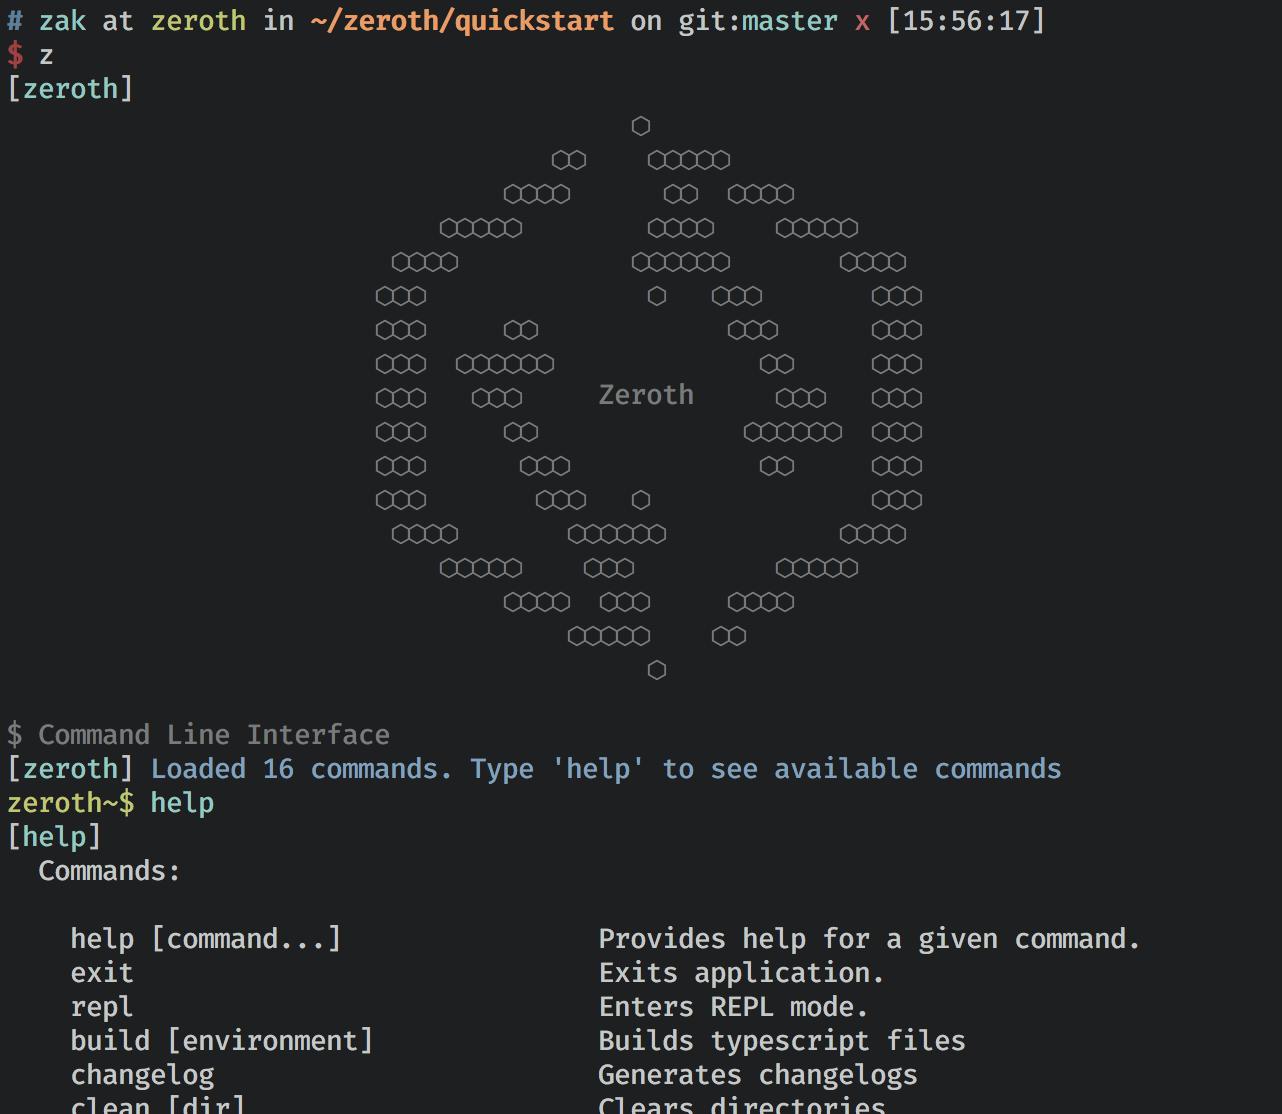 # zak at zeroth in ~/zeroth/quickstart on git:master x [15:56:17]
$ z
[zeroth]
Zeroth
$ Command Line Interface
[zeroth] Loaded 16 commands. Type 'help' to see available commands
zeroth~$ help
[help]
Commands:
help [command...] Provides help for a given command.
exit Exits application.
repl Enters REPL mode.
build [environment] Builds typescript files
changelog Generates changelogs
clean [dir] Clears directories